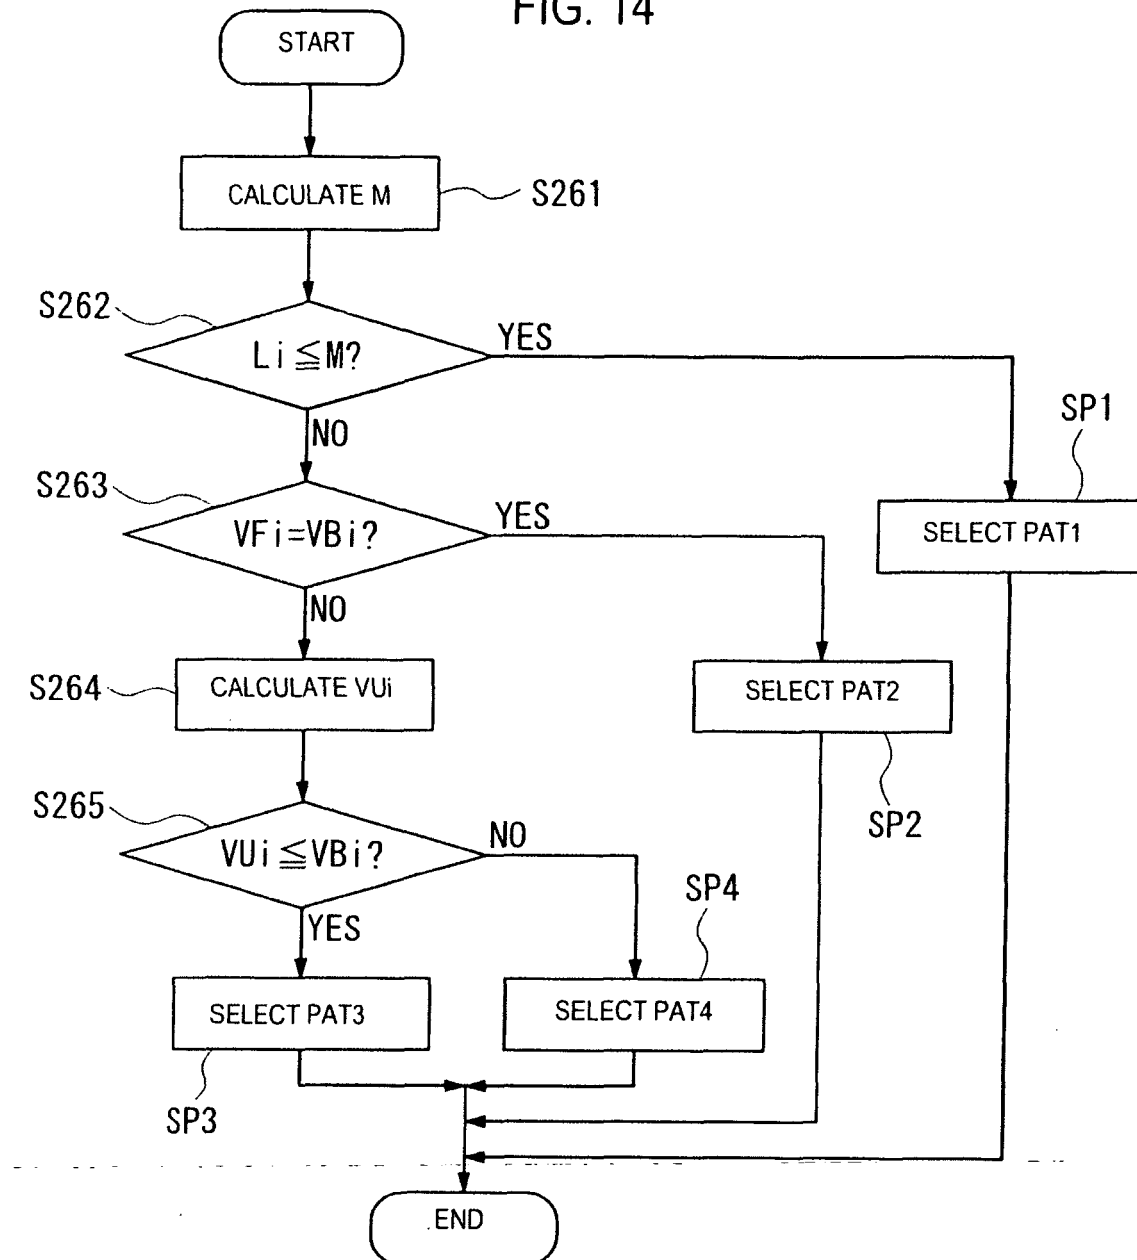 FIG. 14
START
CALCULATE M
S261
S262
Li≦M?
YES
NO
SP1
S263
VFi=VBi?
YES
SELECT PAT1
NO
S264
CALCULATE VUi
SELECT PAT2
S265
VUi≦VBi?
NO
SP2
YES
SP4
SELECT PAT3
SELECT PAT4
SP3
END